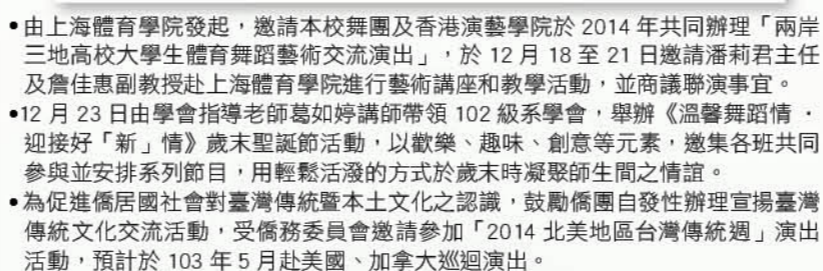 •由上海體育學院發起，邀請本校舞團及香港演藝學院於 2014 年共同辦理「兩岸
三地高校大學生體育舞蹈藝術交流演出」，於 12 月 18 至 21 日邀請潘莉君主任
及詹佳惠副教授赴上海體育學院進行藝術講座和教學活動，並商議聯演事宜。
•12 月 23 日由學會指導老師葛如婷講師帶領 102 級系學會，舉辦《溫馨舞蹈情 ·
迎接好「新」情》歲末聖誕節活動，以歡樂、趣味、創意等元素，邀集各班共同
參與並安排系列節目，用輕鬆活潑的方式於歲末時凝聚師生間之情誼。
•為促進僑居國社會對臺灣傳統暨本土文化之認識，鼓勵僑團自發性辦理宣揚臺灣
傳統文化交流活動，受僑務委員會邀請參加「2014 北美地區台灣傳統週」演出
活動，預計於 103 年 5 月赴美國、加拿大巡迴演出。